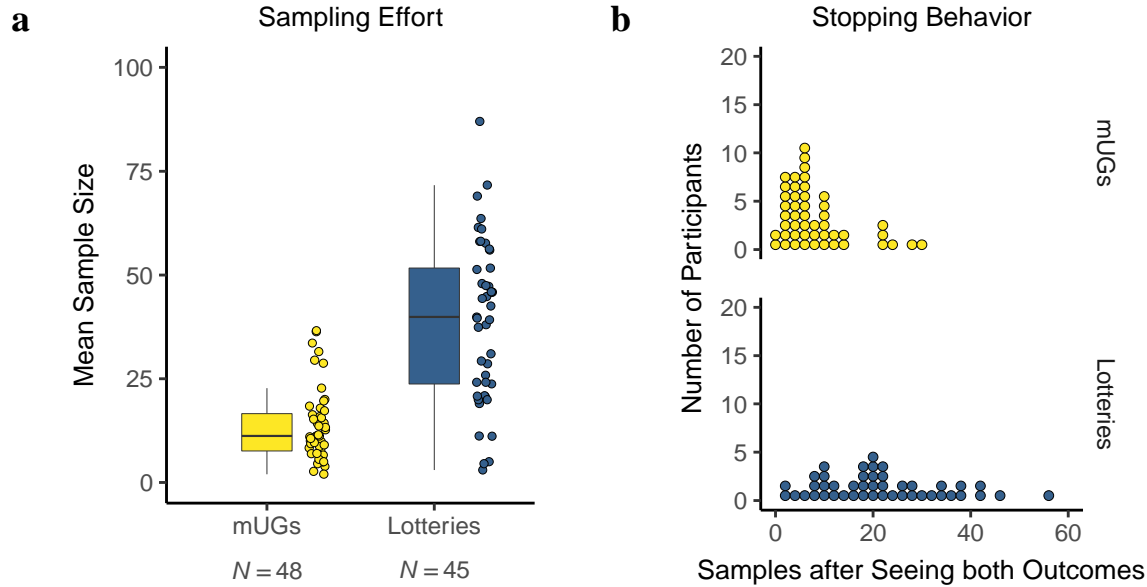 a
Sampling Effort
Mean Sample Size
100
75
50
25
0
mUGs
Lotteries
N = 48
N = 45
b
Stopping Behavior
Number of Participants
20
15
10
5
0
mUGs
20
15
10
5
0
Lotteries
0
20
40
60
Samples after Seeing both Outcomes